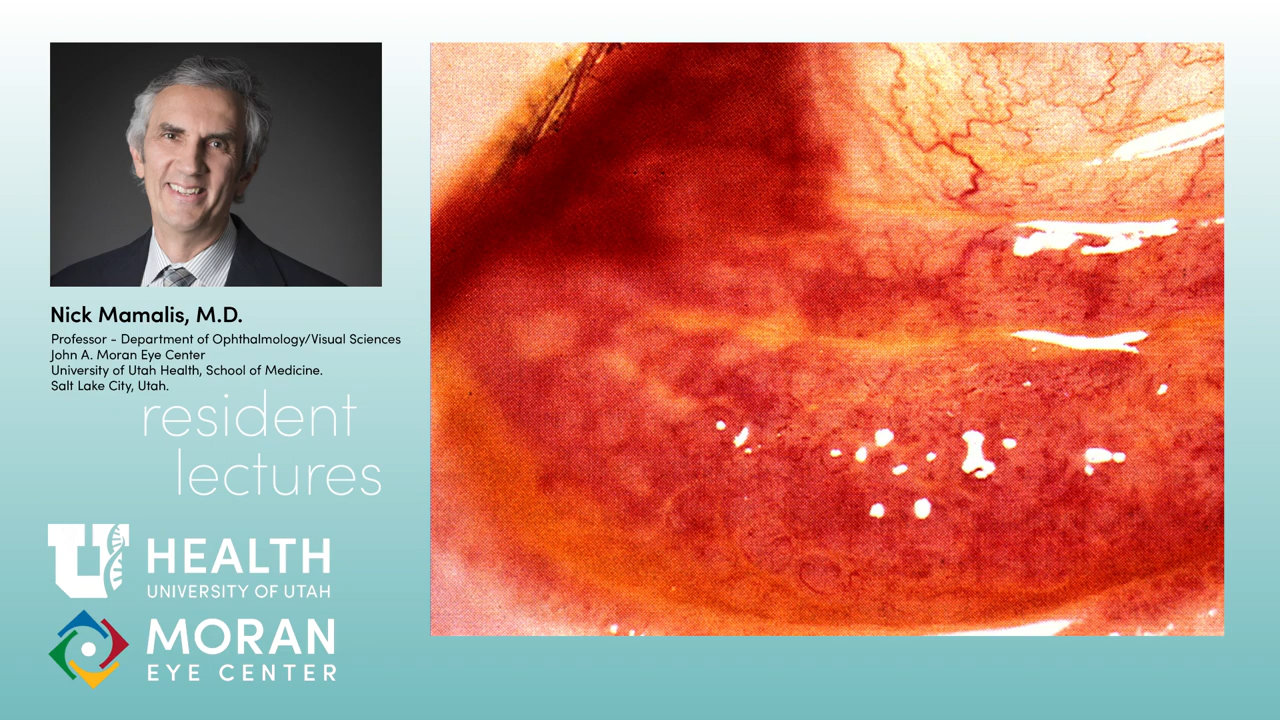 Nick Mamalis, M.D.
Professor - Department of Ophthalmology/Visual Sciences
John A. Moran Eye Center
University of Utah Health, School of Medicine.
Salt Lake City, Utah.
resident
lectures
U HEALTH
UNIVERSITY OF UTAH
MORAN
EYE CENTER